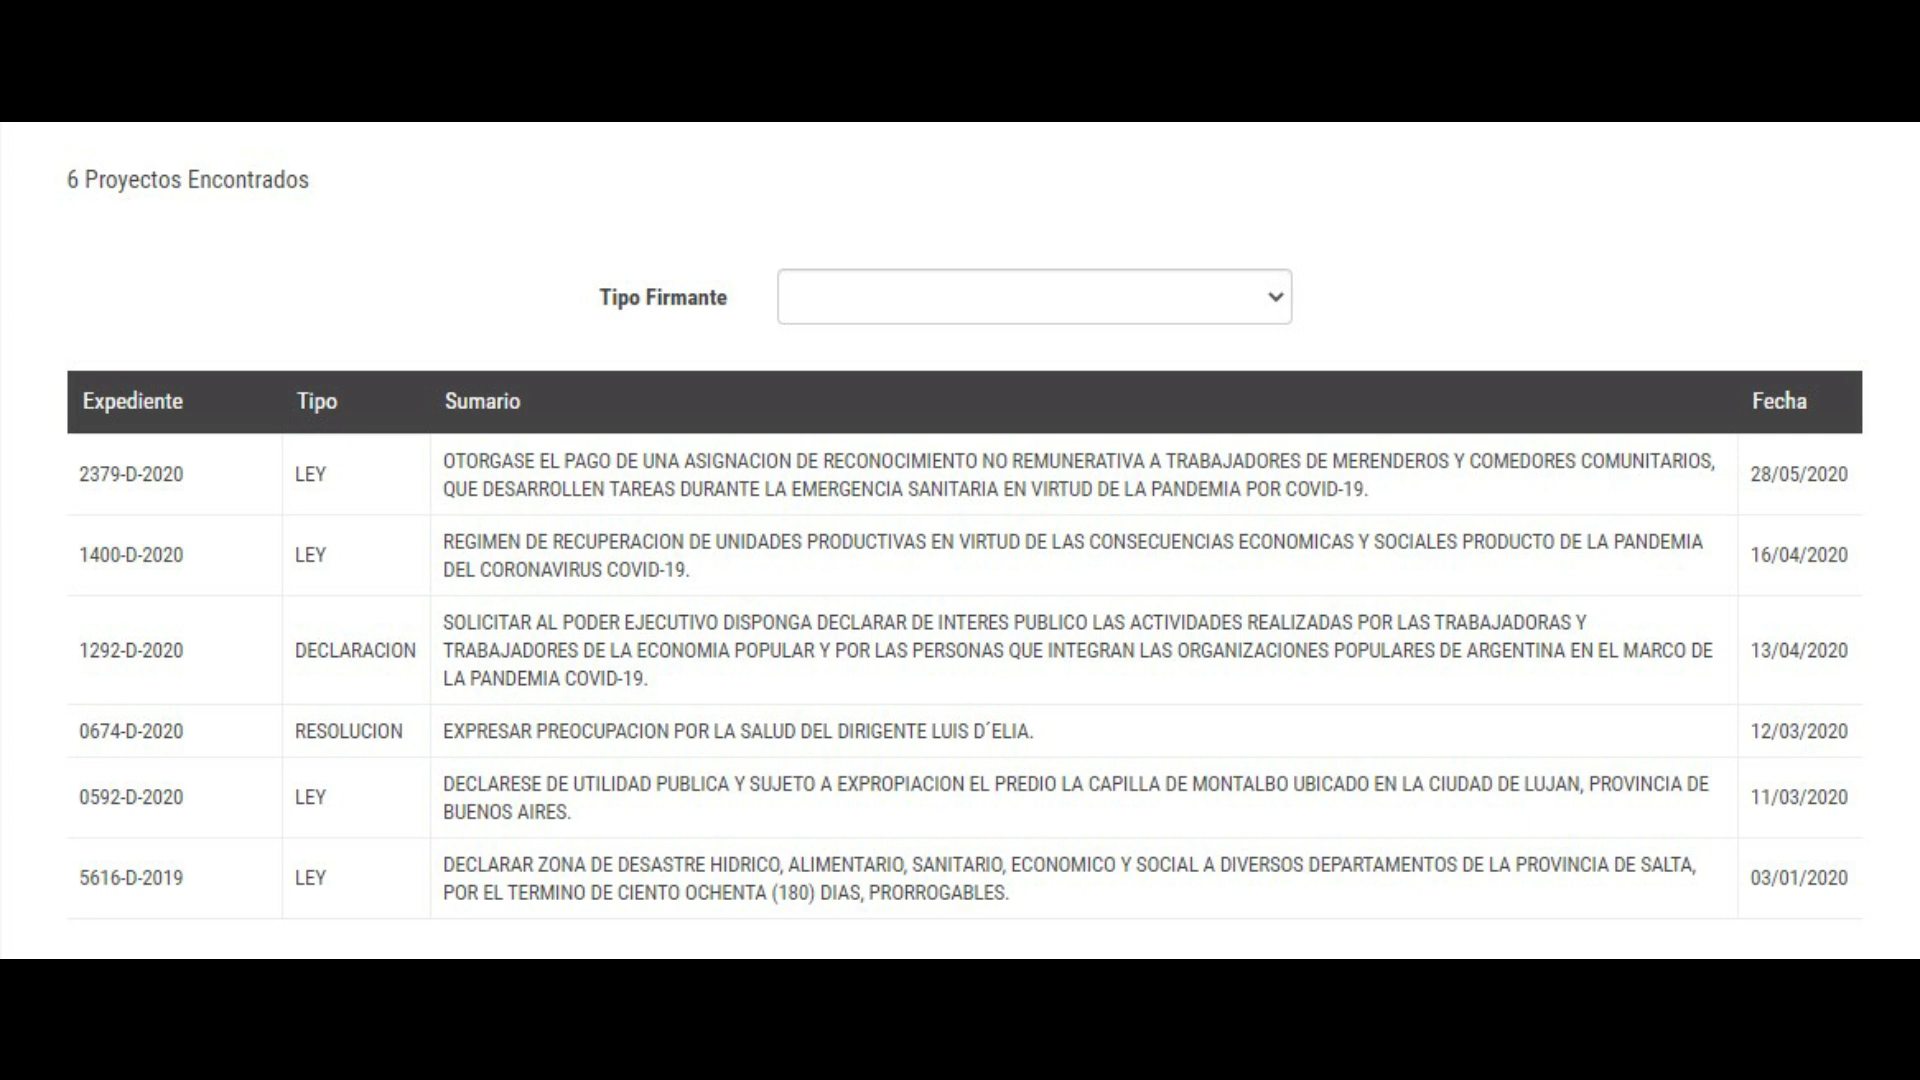 6 Proyectos Encontrados
Tipo Firmante
Expediente Tipo Sumario Fecha
2379-D-2020 LEY OTORGASE EL PAGO DE UNA ASIGNACION DE RECONOCIMIENTO NO REMUNERATIVA A TRABAJADORES DE MERENDEROS Y COMEDORES COMUNITARIOS,
QUE DESARROLLEN TAREAS DURANTE LA EMERGENCIA SANITARIA EN VIRTUD DE LA PANDEMIA POR COVID-19. 28/05/2020
1400-D-2020 LEY REGIMEN DE RECUPERACION DE UNIDADES PRODUCTIVAS EN VIRTUD DE LAS CONSECUENCIAS ECONOMICAS Y SOCIALES PRODUCTO DE LA PANDEMIA
DEL CORONAVIRUS COVID-19. 16/04/2020
SOLICITAR AL PODER EJECUTIVO DISPONGA DECLARAR DE INTERES PUBLICO LAS ACTIVIDADES REALIZADAS POR LAS TRABAJADORAS Y
1292-D-2020 DECLARACION TRABAJADORES DE LA ECONOMIA POPULAR Y POR LAS PERSONAS QUE INTEGRAN LAS ORGANIZACIONES POPULARES DE ARGENTINA EN EL MARCO DE 13/04/2020
LA PANDEMIA COVID-19.
0674-D-2020 RESOLUCION EXPRESAR PREOCUPACION POR LA SALUD DEL DIRIGENTE LUIS D´ELIA. 12/03/2020
0592-D-2020 LEY DECLARESE DE UTILIDAD PUBLICA Y SUJETO A EXPROPIACION EL PREDIO LA CAPILLA DE MONTALBO UBICADO EN LA CIUDAD DE LUJAN, PROVINCIA DE
BUENOS AIRES. 11/03/2020
5616-D-2019 LEY DECLARAR ZONA DE DESASTRE HIDRICO, ALIMENTARIO, SANITARIO, ECONOMICO Y SOCIAL A DIVERSOS DEPARTAMENTOS DE LA PROVINCIA DE SALTA,
POR EL TERMINO DE CIENTO OCHENTA (180) DIAS, PRORROGABLES. 03/01/2020